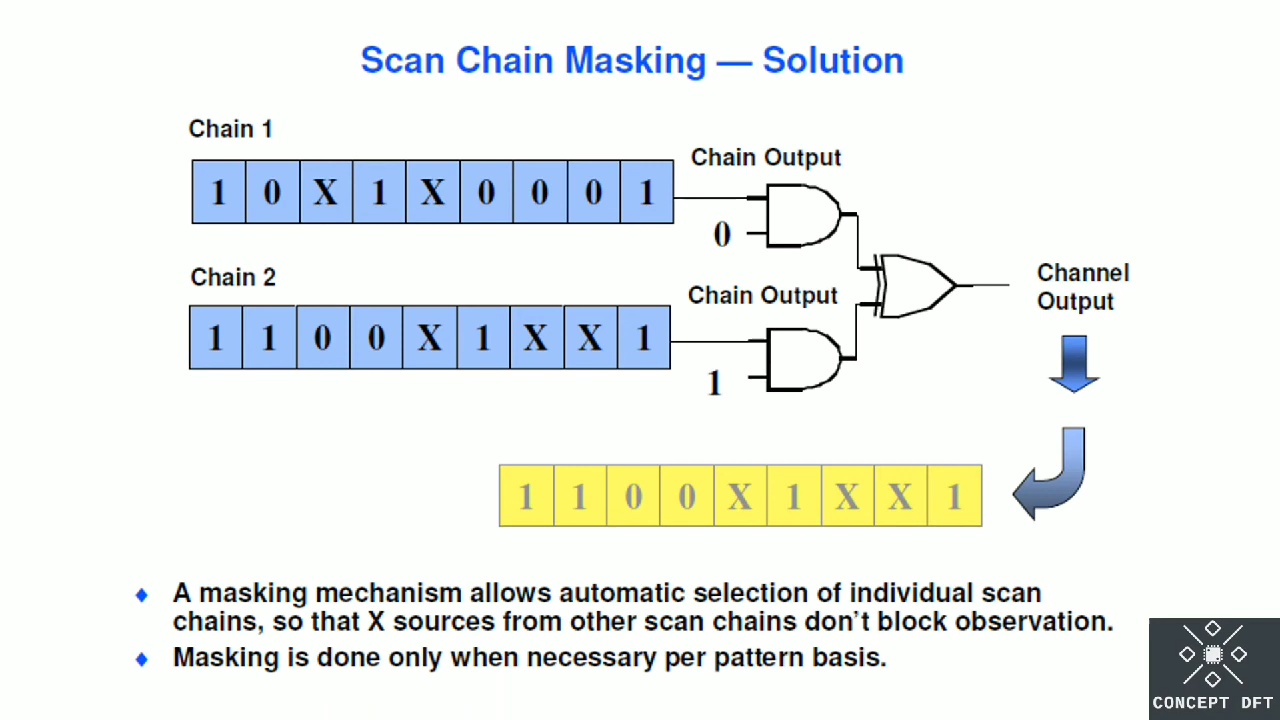 Scan Chain Masking — Solution
Chain 1
1 0 X 1 X 0 0 0 1
Chain Output
0
Chain 2
1 1 0 0 X 1 X X 1
Chain Output
1
Channel
Output
1 1 0 0 X 1 X X 1
A masking mechanism allows automatic selection of individual scan
chains, so that X sources from other scan chains don't block observation.
Masking is done only when necessary per pattern basis.
CONCEPT DFT